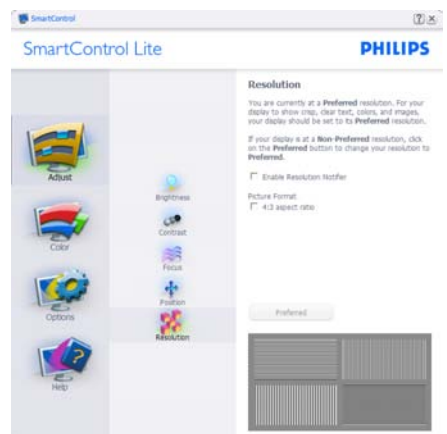 SmartControl
SmartControl Lite
PHILIPS
Adjust
Color
Options
Help
Brightness
Contrast
Focus
Position
Resolution
Resolution
You are currently at a Preferred resolution. For your
display to show crisp, clear text, colors, and images,
your display should be set to its Preferred resolution.
If your display is at a Non-Preferred resolution, click
on the Preferred button to change your resolution to
Preferred.
Enable Resolution Notifier
Picture Format
4:3 aspect ratio
Preferred